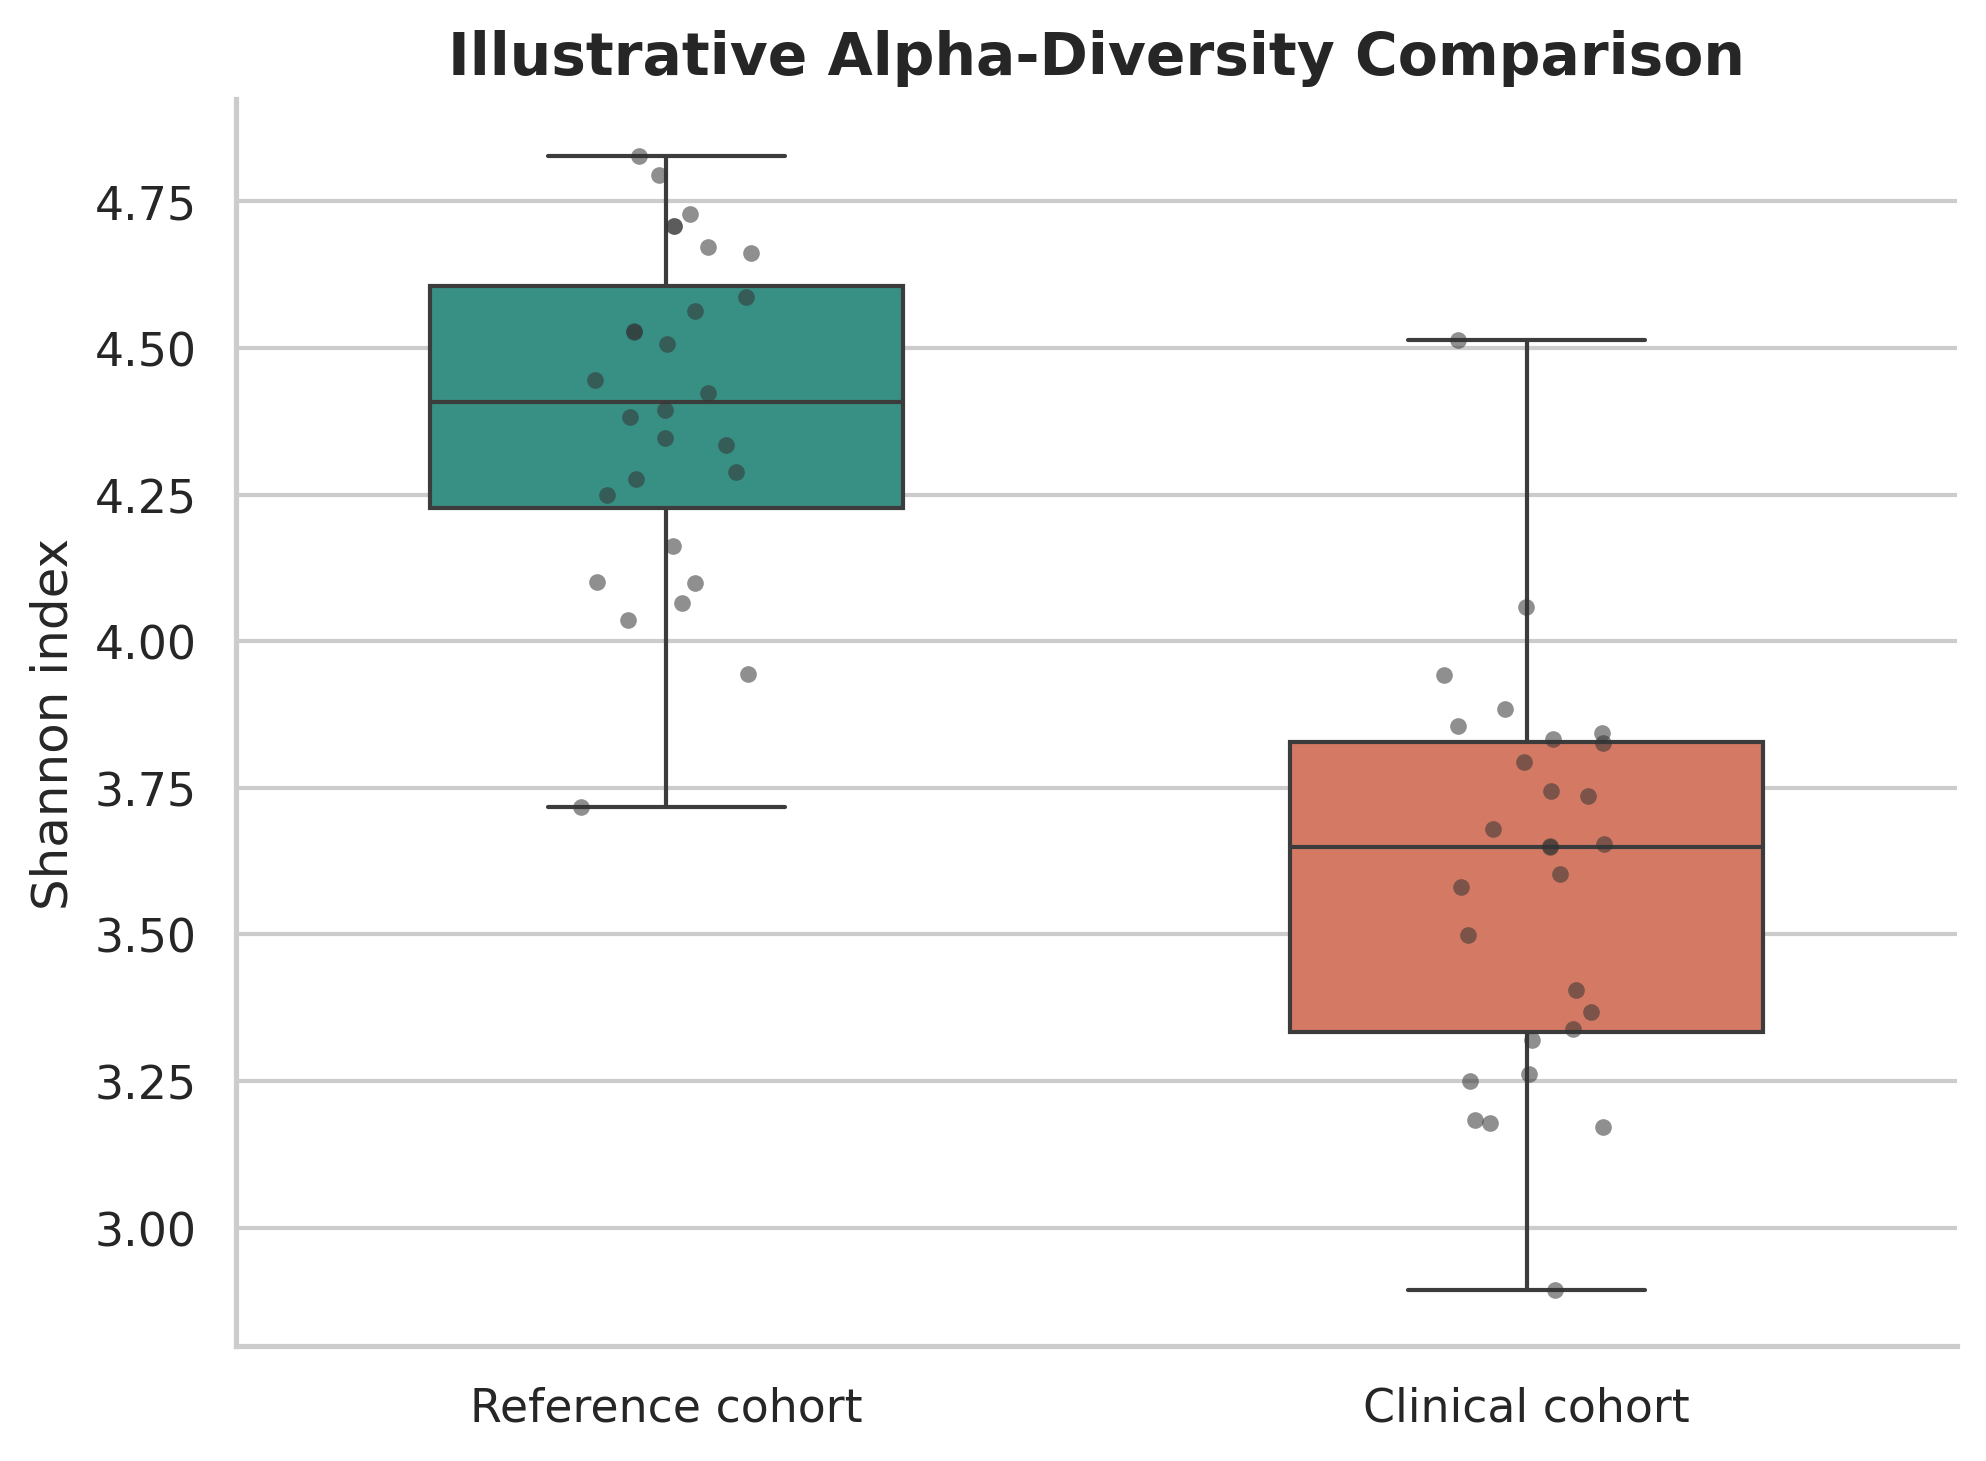 Illustrative Alpha-Diversity Comparison
Shannon index
4.75
4.50
4.25
4.00
3.75
3.50
3.25
3.00
Reference cohort
Clinical cohort